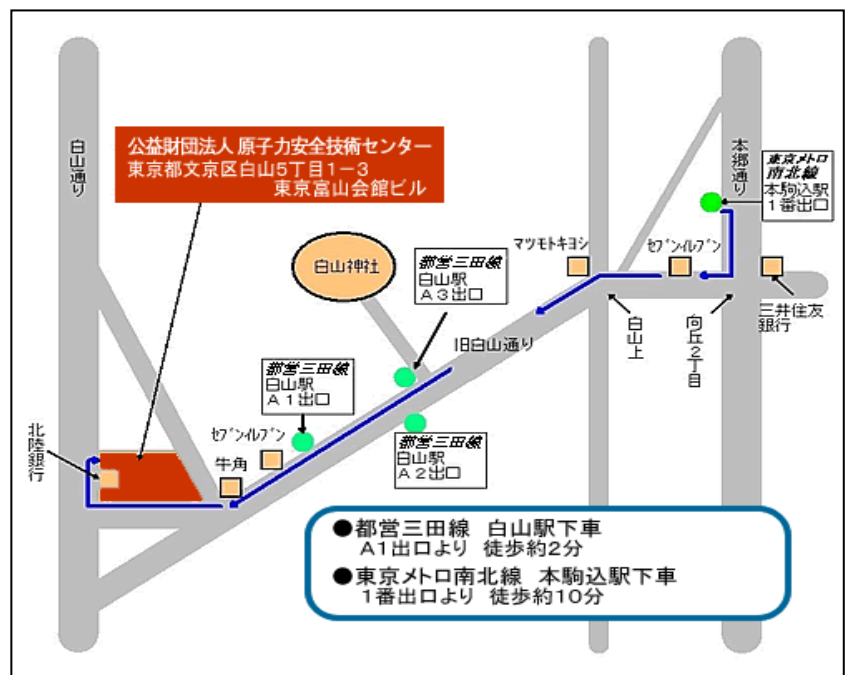 白山通り
公益財団法人 原子力安全技術センター
東京都文京区白山5丁目1-3
東京富山会館ビル
本郷通り
東京メトロ
南北線
本駒込駅
1番出口
マツモトキヨシ
ｾﾌﾞﾝｲﾚﾌﾞﾝ
白山神社
都営三田線
白山駅
A3出口
三井住友
銀行
白山上
向丘2丁目
旧白山通り
都営三田線
白山駅
A1出口
ｾﾌﾞﾝｲﾚﾌﾞﾝ
牛角
都営三田線
白山駅
A2出口
北陸銀行
●都営三田線 白山駅下車
A1出口より 徒歩約2分
●東京メトロ南北線 本駒込駅下車
1番出口より 徒歩約10分